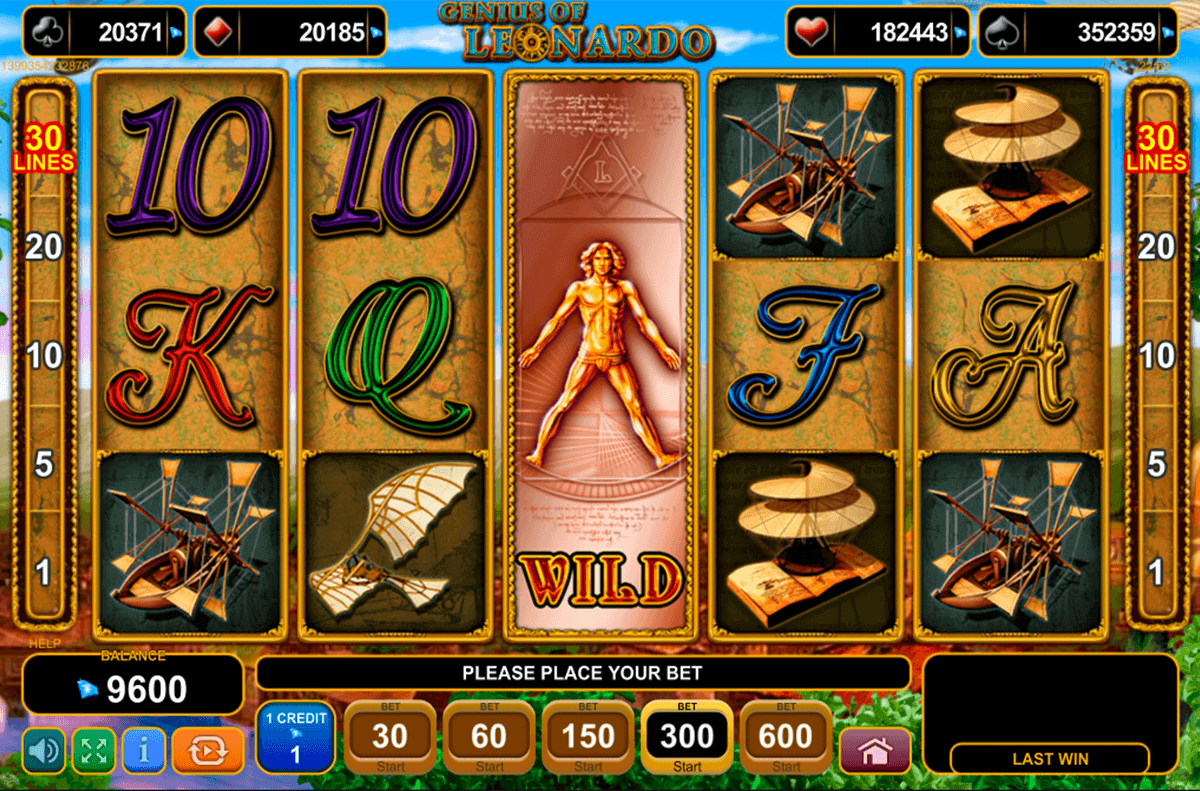 GENIUS OF
LEONARDO
20371
20185
182443
352359
30
LINES
20
10
5
1
10
K
10
Q
L
WILD
J
A
30
LINES
20
10
5
1
HELP
BALANCE
9600
PLEASE PLACE YOUR BET
1 CREDIT
1
BET
30
Start
BET
60
Start
BET
150
Start
BET
300
Start
BET
600
Start
LAST WIN